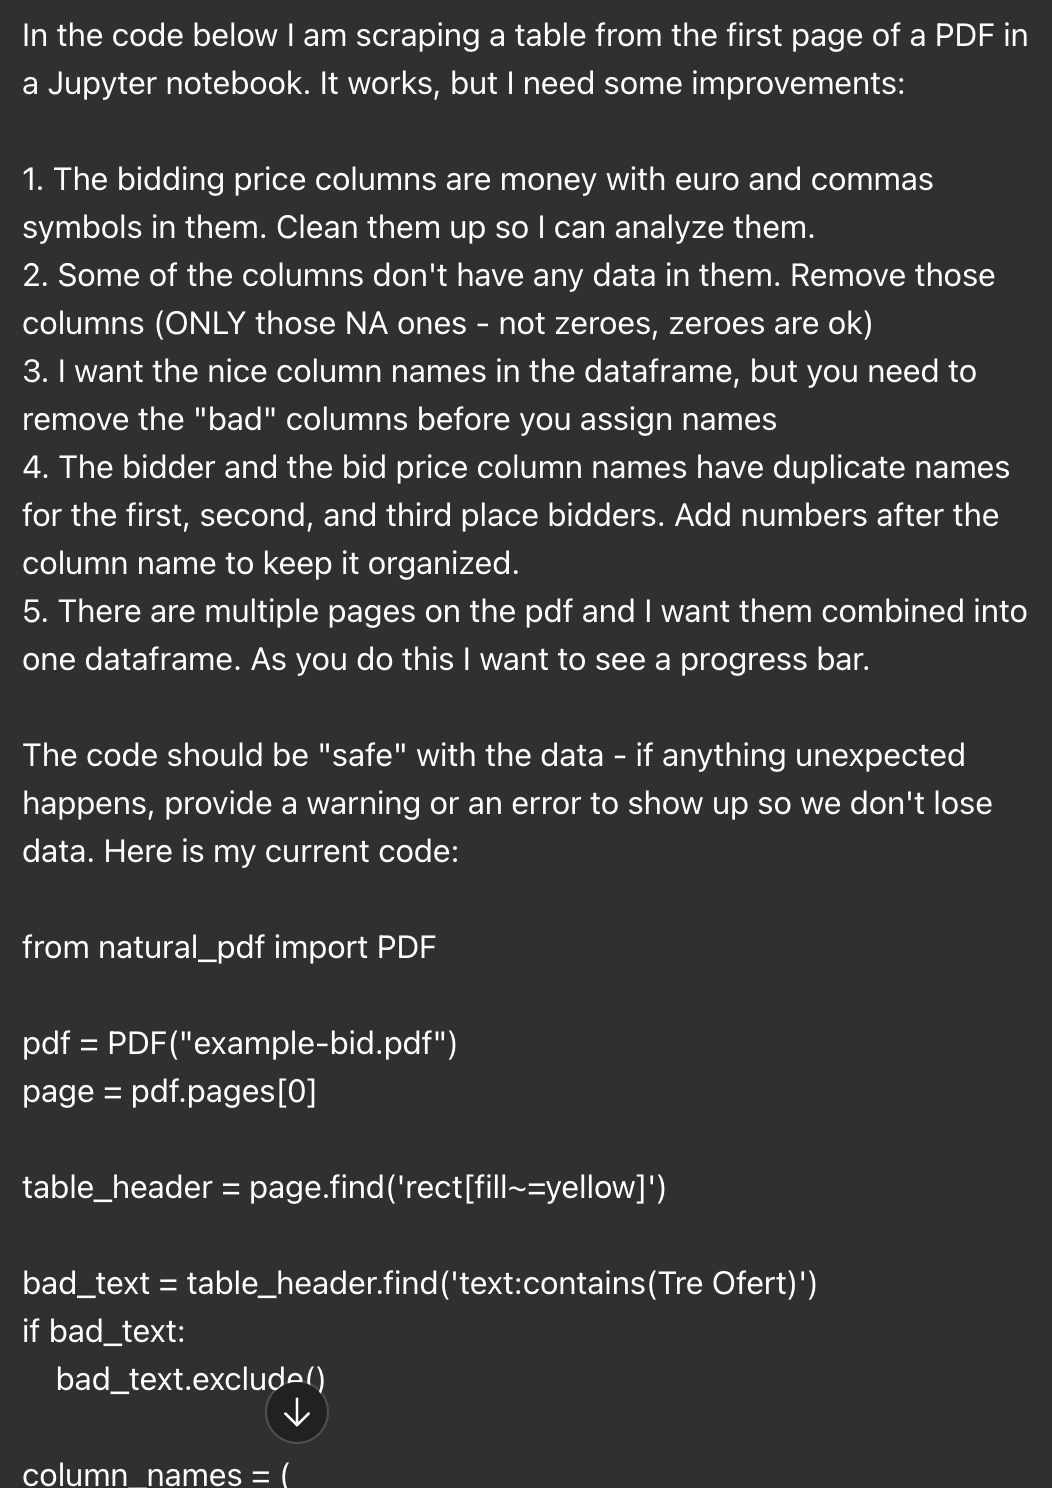 In the code below I am scraping a table from the first page of a PDF in
a Jupyter notebook. It works, but I need some improvements:
1. The bidding price columns are money with euro and commas
symbols in them. Clean them up so I can analyze them.
2. Some of the columns don't have any data in them. Remove those
columns (ONLY those NA ones - not zeroes, zeroes are ok)
3. I want the nice column names in the dataframe, but you need to
remove the "bad" columns before you assign names
4. The bidder and the bid price column names have duplicate names
for the first, second, and third place bidders. Add numbers after the
column name to keep it organized.
5. There are multiple pages on the pdf and I want them combined into
one dataframe. As you do this I want to see a progress bar.
The code should be "safe" with the data - if anything unexpected
happens, provide a warning or an error to show up so we don't lose
data. Here is my current code:
from natural_pdf import PDF
pdf = PDF("example-bid.pdf")
page = pdf.pages[0]
table_header = page.find('rect[fill~=yellow]')
bad_text = table_header.find('text:contains(Tre Ofert)')
if bad_text:
    bad_text.exclude()
column_names = (